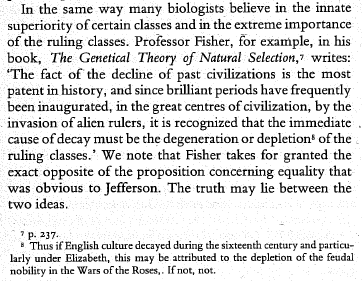 In the same way many biologists believe in the innate
superiority of certain classes and in the extreme importance
of the ruling classes. Professor Fisher, for example, in his
book, The Genetical Theory of Natural Selection,⁷ writes:
‘The fact of the decline of past civilizations is the most
patent in history, and since brilliant periods have frequently
been inaugurated, in the great centres of civilization, by the
invasion of alien rulers, it is recognized that the immediate
cause of decay must be the degeneration or depletion⁸ of the
ruling classes.’ We note that Fisher takes for granted the
exact opposite of the proposition concerning equality that
was obvious to Jefferson. The truth may lie between the
two ideas.
⁷ p. 237.
⁸ Thus if English culture decayed during the sixteenth century and particu-
larly under Elizabeth, this may be attributed to the depletion of the feudal
nobility in the Wars of the Roses,. If not, not.